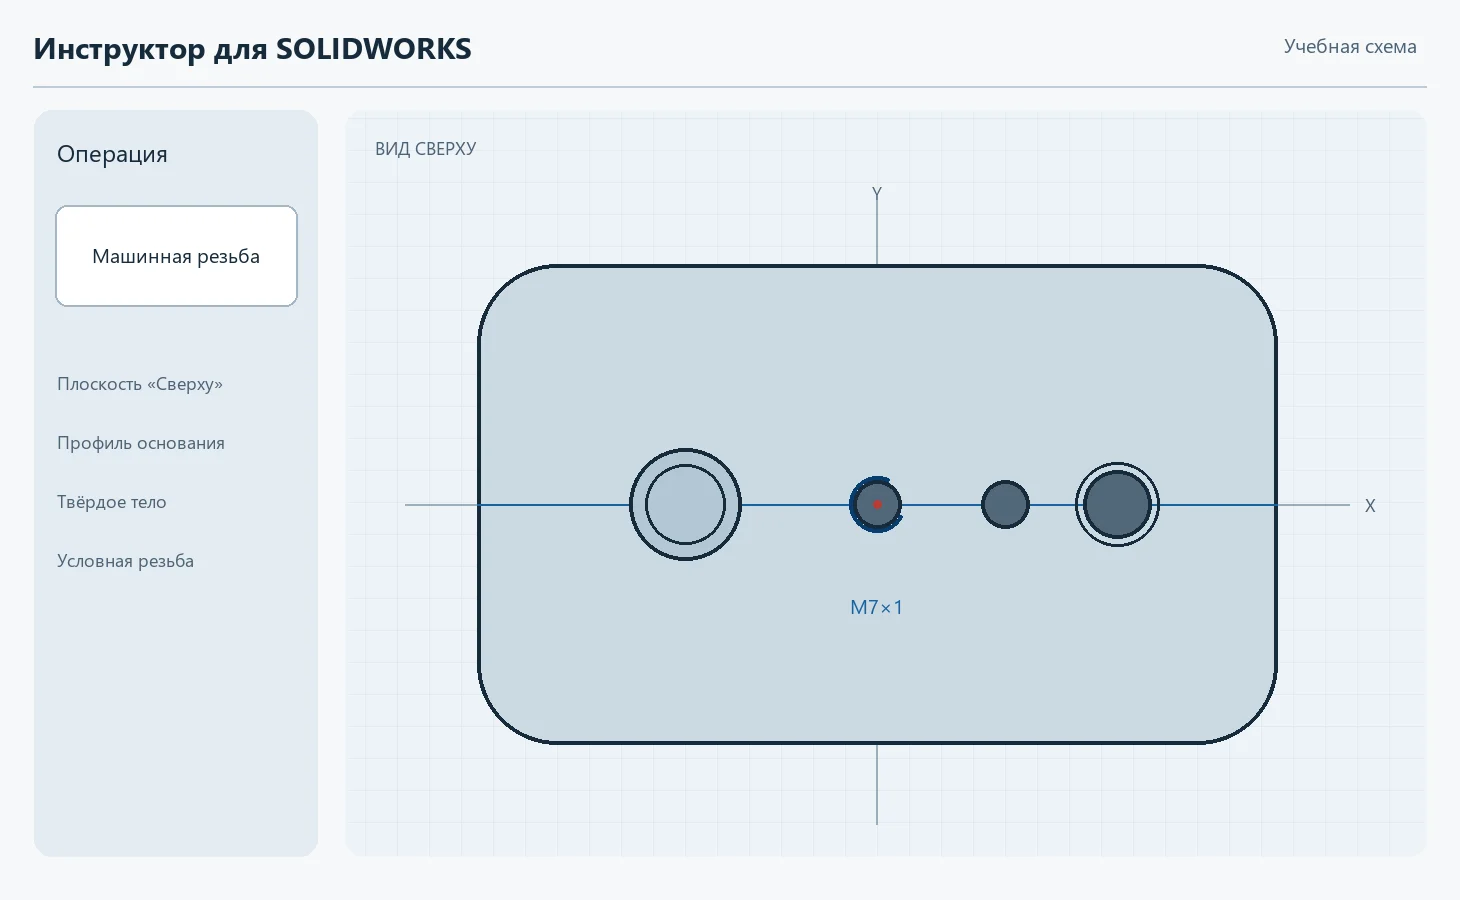 Инструктор для SOLIDWORKS
Учебная схема
Операция
Машинная резьба
Плоскость «Сверху»
Профиль основания
Твёрдое тело
Условная резьба
ВИД СВЕРХУ
Y
X
M7×1